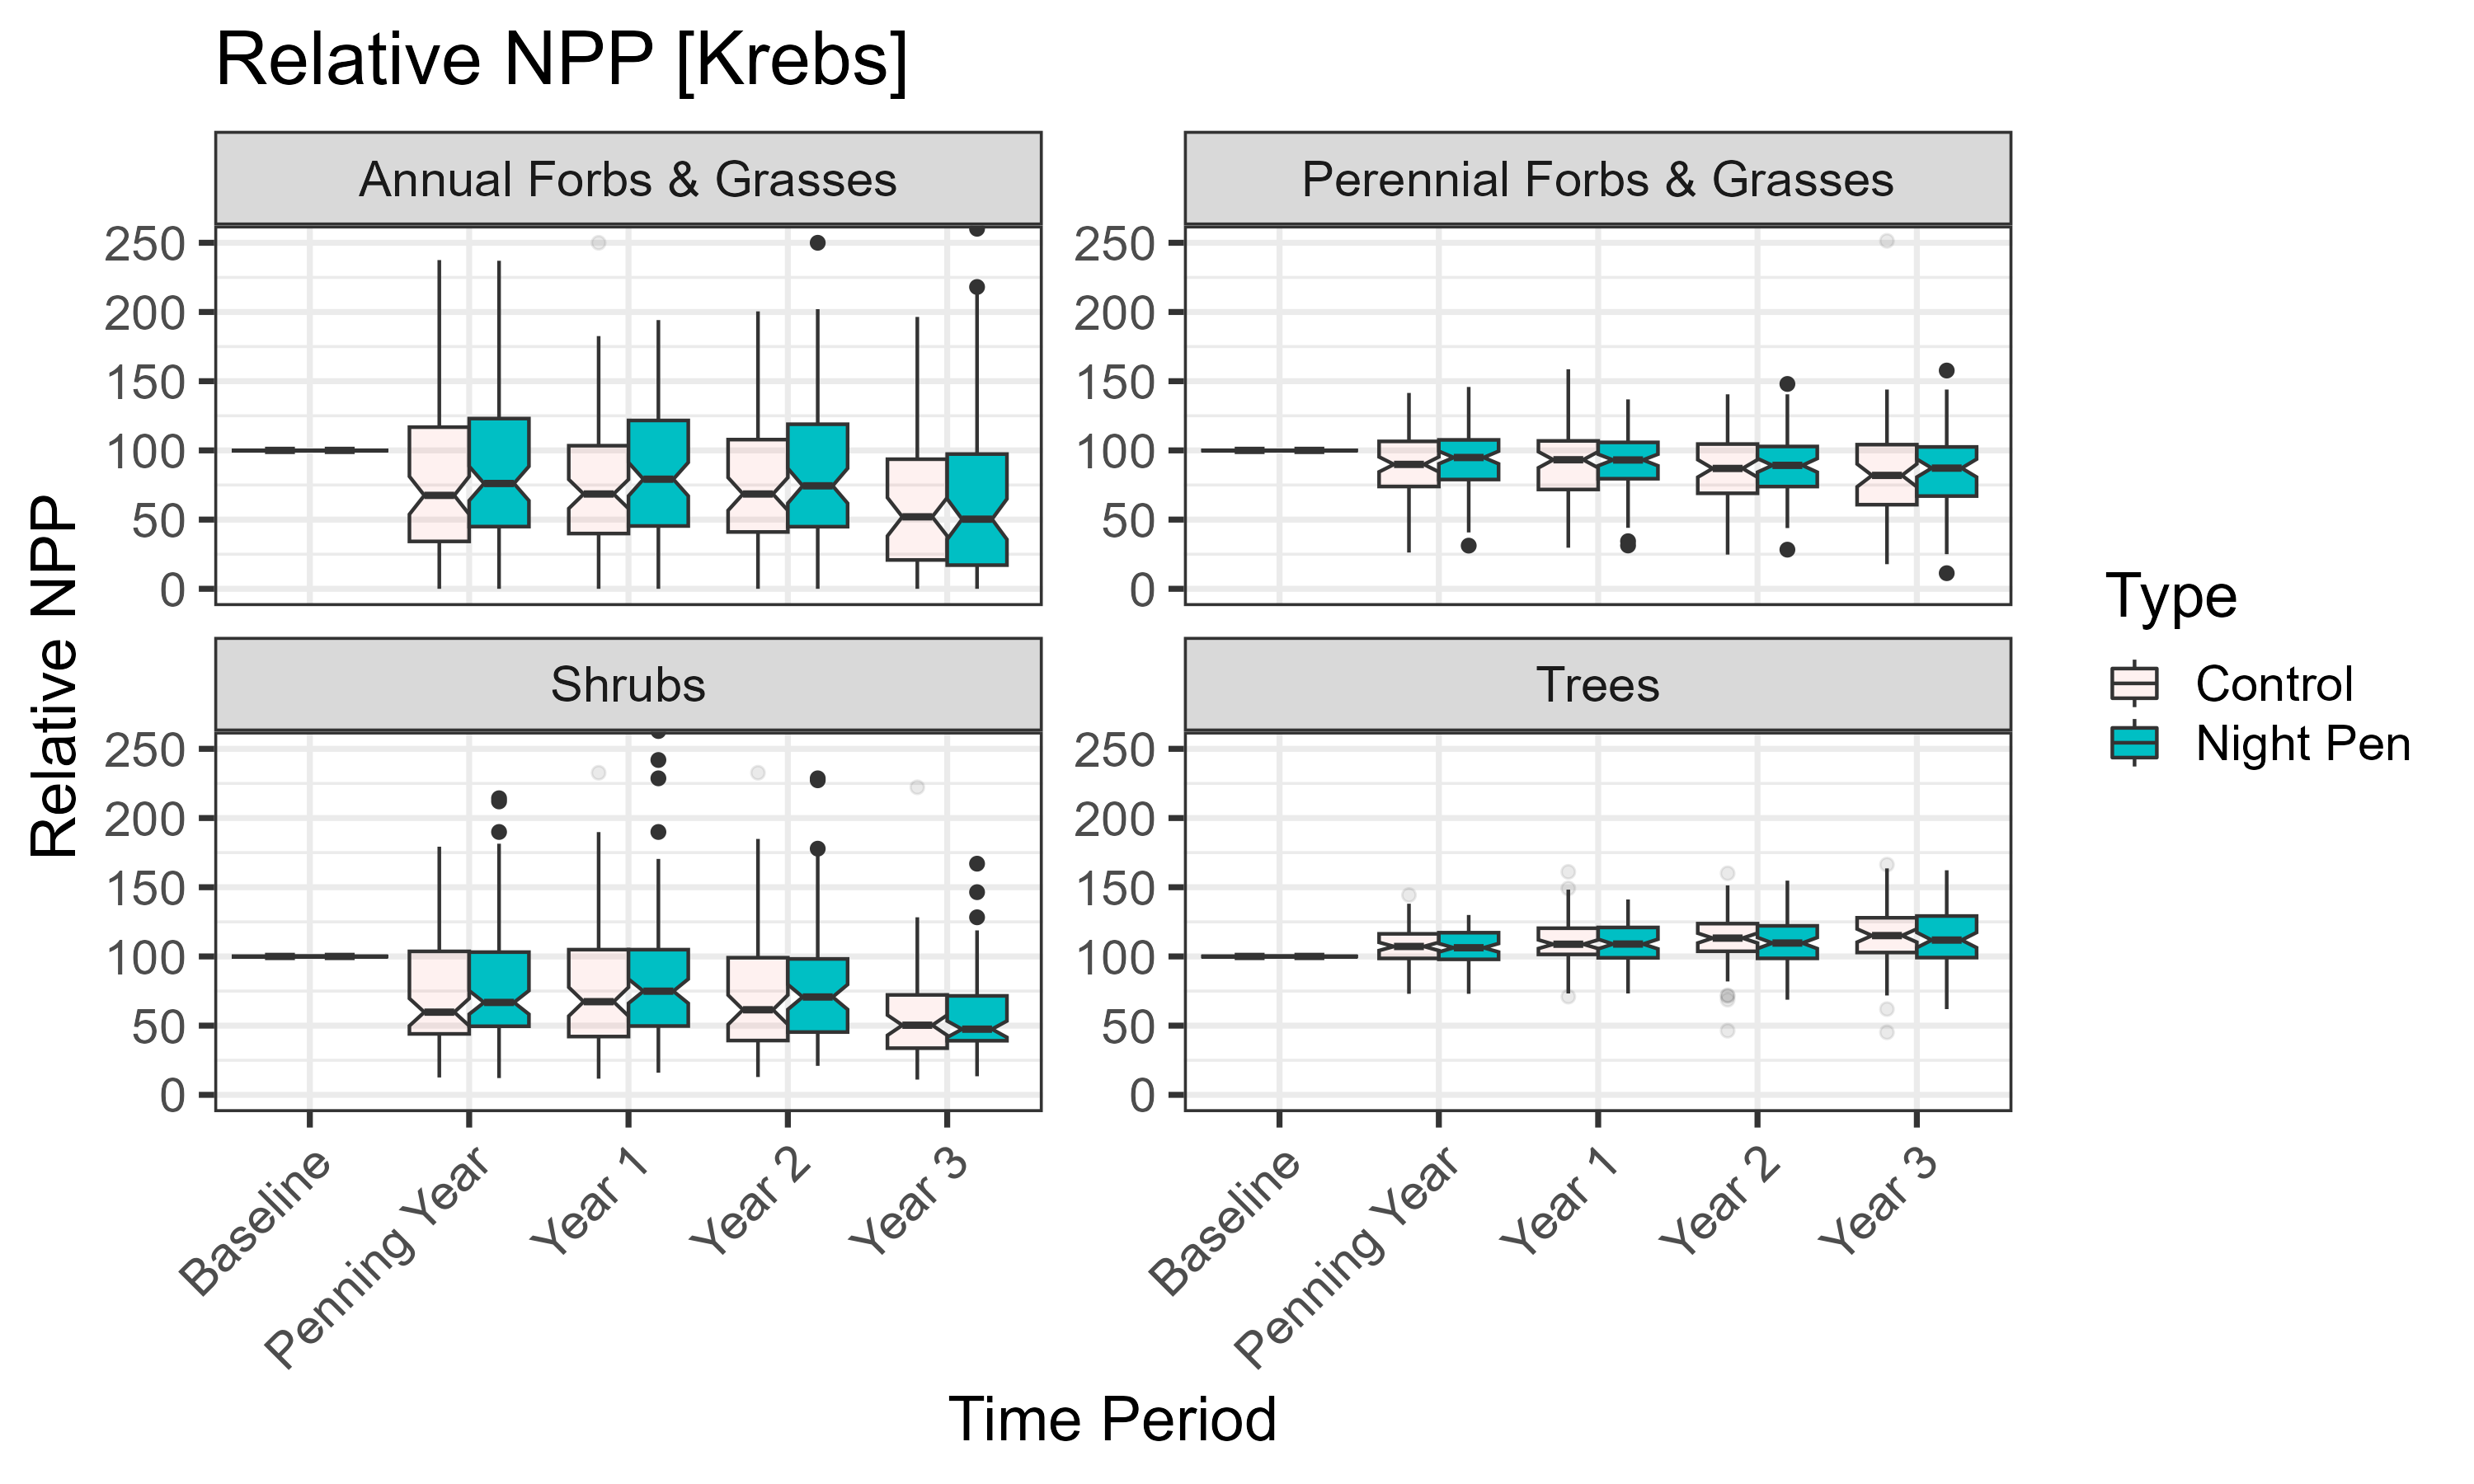 Relative NPP [Krebs]
Annual Forbs & Grasses
Perennial Forbs & Grasses
250
200
150
100
50
0
250
200
150
100
50
0
Shrubs
Trees
250
200
150
100
50
0
250
200
150
100
50
0
Relative NPP
Baseline
Penning Year
Year 1
Year 2
Year 3
Baseline
Penning Year
Year 1
Year 2
Year 3
Time Period
Type
Control
Night Pen